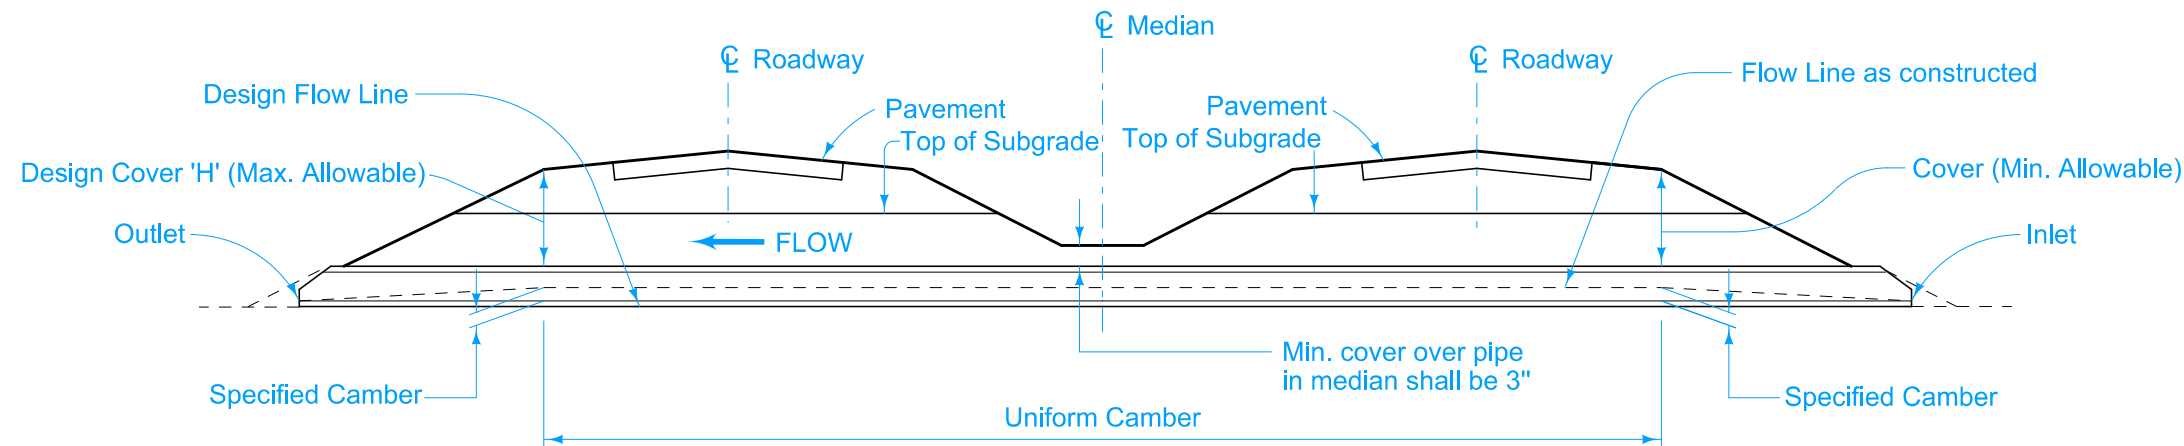 ℄ Median
℄ Roadway
℄ Roadway
Flow Line as constructed
Design Flow Line
Pavement
Pavement
Top of Subgrade
Top of Subgrade
Design Cover 'H' (Max. Allowable)
Cover (Min. Allowable)
Outlet
FLOW
Inlet
Min. cover over pipe
in median shall be 3"
Specified Camber
Specified Camber
Uniform Camber